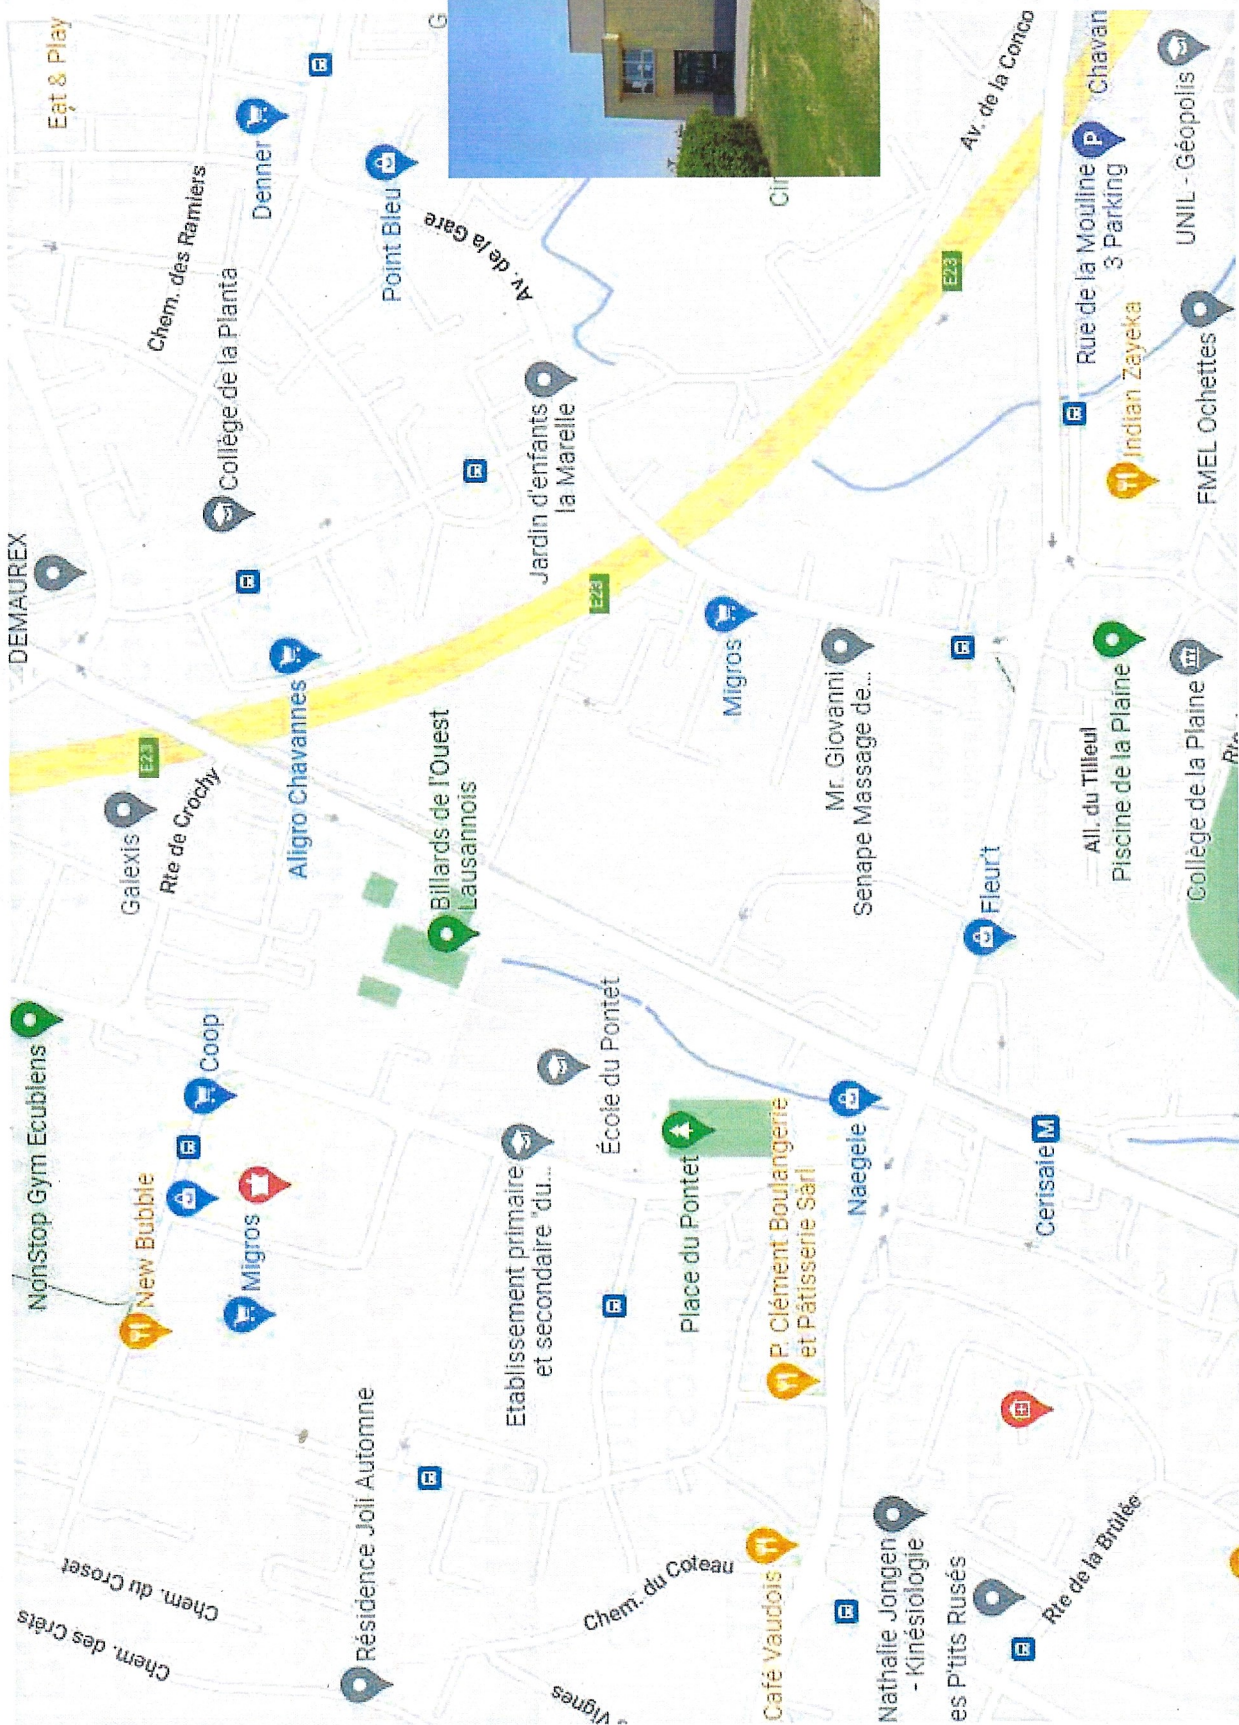 Eat & Play
Denner
Chem. des Ramiers
Point Bleu
Av. de la Gare
Collège de la Planta
DEMAUREX
Jardin d'enfants
la Marelle
Av. de la Conco
E23
Chavan
Rue de la Mouline
3 Parking
P
UNIL - Géopolis
Indian Zayeka
FMEL Ochettes
Cin
G
E23
E23
Galexis
Rte de Crochy
Aligro Chavannes
Billards de l'Ouest
Lausannois
Migros
Mr. Giovanni
Senape Massage de...
All. du Tilleul
Piscine de la Plaine
Collège de la Plaine
Rte
Fleur't
NonStop Gym Ecublens
Coop
New Bubble
Migros
École du Pontet
Etablissement primaire
et secondaire "du...
Place du Pontet
P. Clément Boulangerie
et Pâtisserie Sàrl
Naegele
Cerisaie M
Chem. du Croset
Chem. des Crêts
Résidence Joli Automne
Chem. du Coteau
Vignes
Café Vaudois
Nathalie Jongen
- Kinésiologie
es P'tits Rusés
Rte de la Brûlée